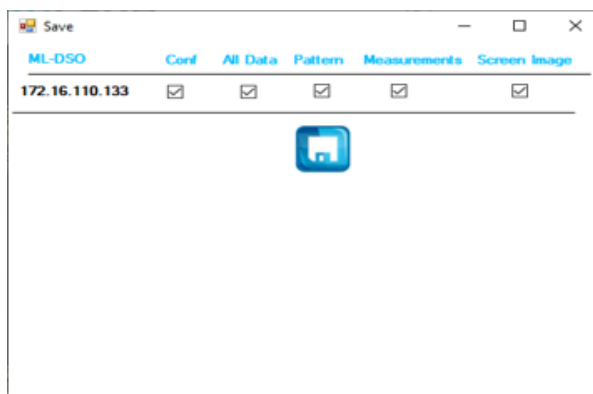 Save
ML-DSO Conf All Data Pattern Measurements Screen Image
172.16.110.133